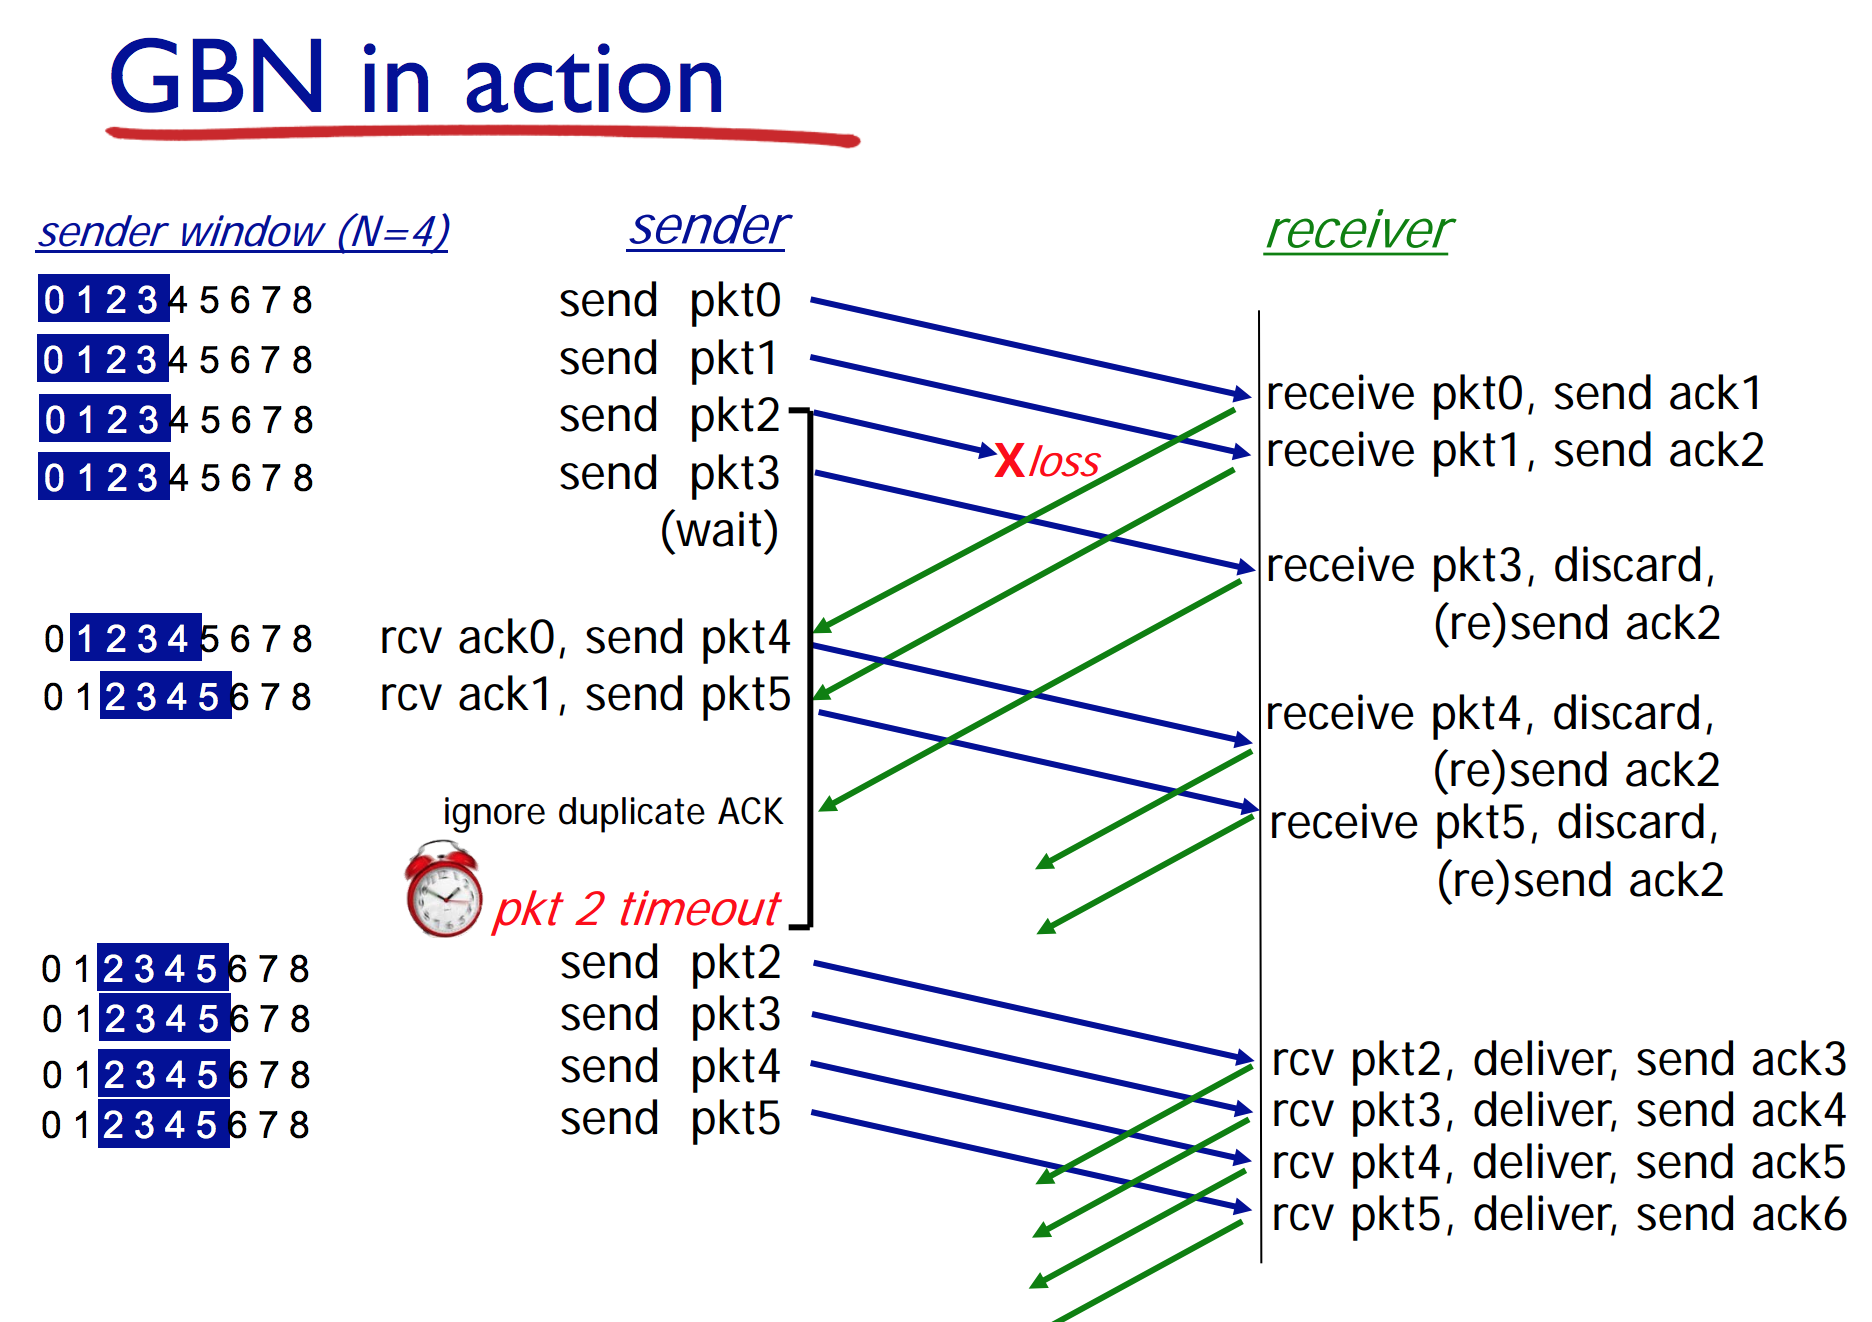 GBN in action
sender window (N=4)
sender
receiver
0 1 2 3 4 5 6 7 8
send pkt0
0 1 2 3 4 5 6 7 8
send pkt1
0 1 2 3 4 5 6 7 8
send pkt2
0 1 2 3 4 5 6 7 8
send pkt3
(wait)
X loss
receive pkt0, send ack1
receive pkt1, send ack2
receive pkt3, discard,
(re)send ack2
0 1 2 3 4 5 6 7 8
rcv ack0, send pkt4
0 1 2 3 4 5 6 7 8
rcv ack1, send pkt5
receive pkt4, discard,
(re)send ack2
receive pkt5, discard,
(re)send ack2
ignore duplicate ACK
pkt 2 timeout
0 1 2 3 4 5 6 7 8
send pkt2
0 1 2 3 4 5 6 7 8
send pkt3
0 1 2 3 4 5 6 7 8
send pkt4
0 1 2 3 4 5 6 7 8
send pkt5
rcv pkt2, deliver, send ack3
rcv pkt3, deliver, send ack4
rcv pkt4, deliver, send ack5
rcv pkt5, deliver, send ack6